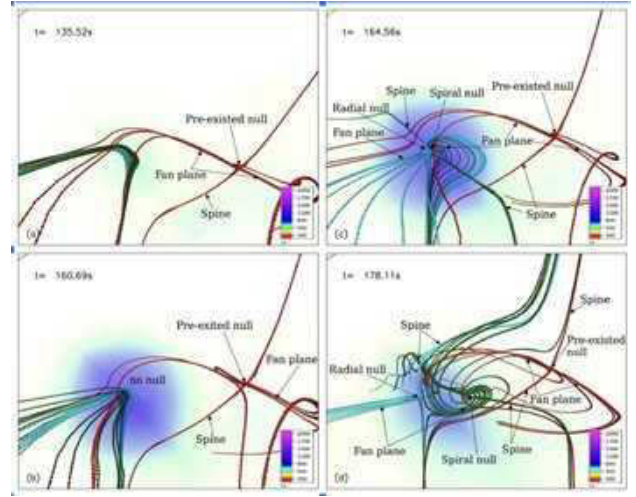 t= 135.52s
Pre-existed null
Fan plane
Spine
(a)
t= 164.56s
Spine
Spiral null
Pre-existed null
Radial null
Fan plane
Fan plane
Spine
(c)
t= 160.69s
Pre-exited null
Fan plane
no null
Spine
(b)
t= 178.11s
Spine
Spine
Pre-existed
null
Radial null
Fan plane
Fan plane
Spine
Spiral null
(d)